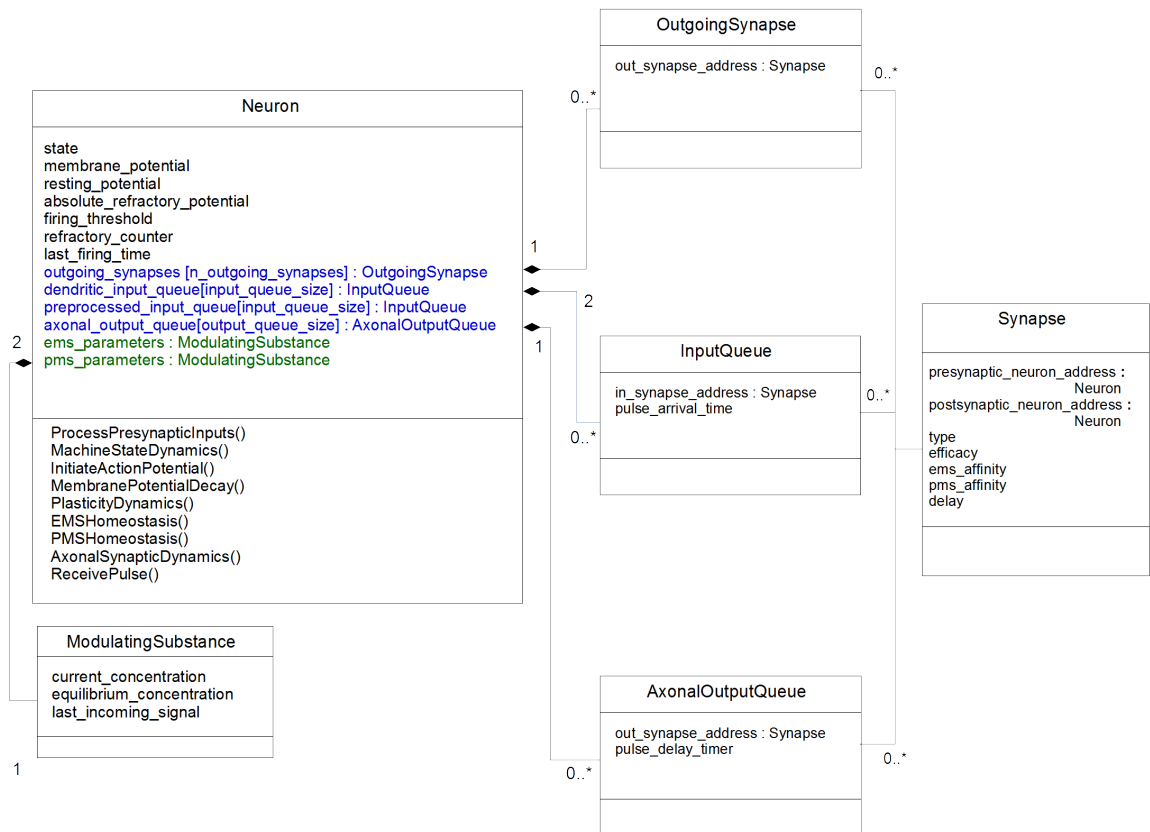 OutgoingSynapse
out_synapse_address : Synapse
0..*
0..*
Neuron
state
membrane_potential
resting_potential
absolute_refractory_potential
firing_threshold
refractory_counter
last_firing_time
outgoing_synapses [n_outgoing_synapses] : OutgoingSynapse
dendritic_input_queue[input_queue_size] : InputQueue
preprocessed_input_queue[input_queue_size] : InputQueue
axonal_output_queue[output_queue_size] : AxonalOutputQueue
ems_parameters : ModulatingSubstance
pms_parameters : ModulatingSubstance
1
2
1
2
ProcessPresynapticInputs()
MachineStateDynamics()
InitiateActionPotential()
MembranePotentialDecay()
PlasticityDynamics()
EMSHomeostasis()
PMSHomeostasis()
AxonalSynapticDynamics()
ReceivePulse()
InputQueue
in_synapse_address : Synapse
pulse_arrival_time
0..*
0..*
Synapse
presynaptic_neuron_address :
Neuron
postsynaptic_neuron_address :
Neuron
type
efficacy
ems_affinity
pms_affinity
delay
ModulatingSubstance
current_concentration
equilibrium_concentration
last_incoming_signal
1
AxonalOutputQueue
out_synapse_address : Synapse
pulse_delay_timer
0..*
0..*